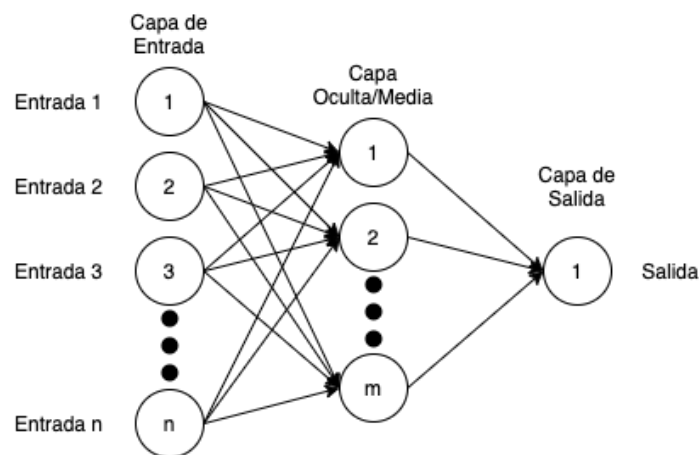 Capa de
Entrada
Entrada 1
1
Entrada 2
2
Entrada 3
3
Entrada n
n
Capa
Oculta/Media
1
2
m
Capa de
Salida
1
Salida